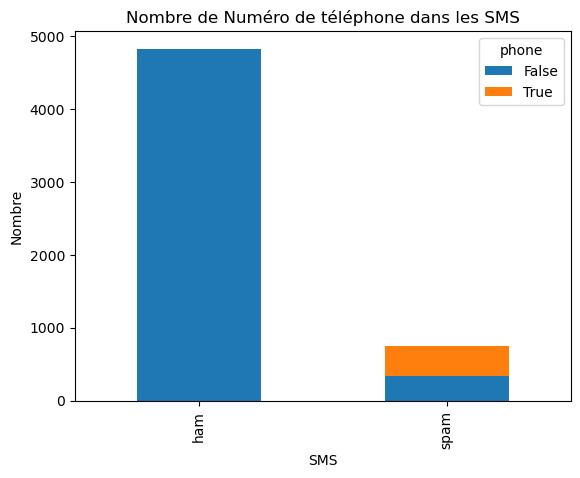 Nombre de Numéro de téléphone dans les SMS
5000
4000
3000
2000
1000
0
Nombre
phone
False
True
ham
spam
SMS